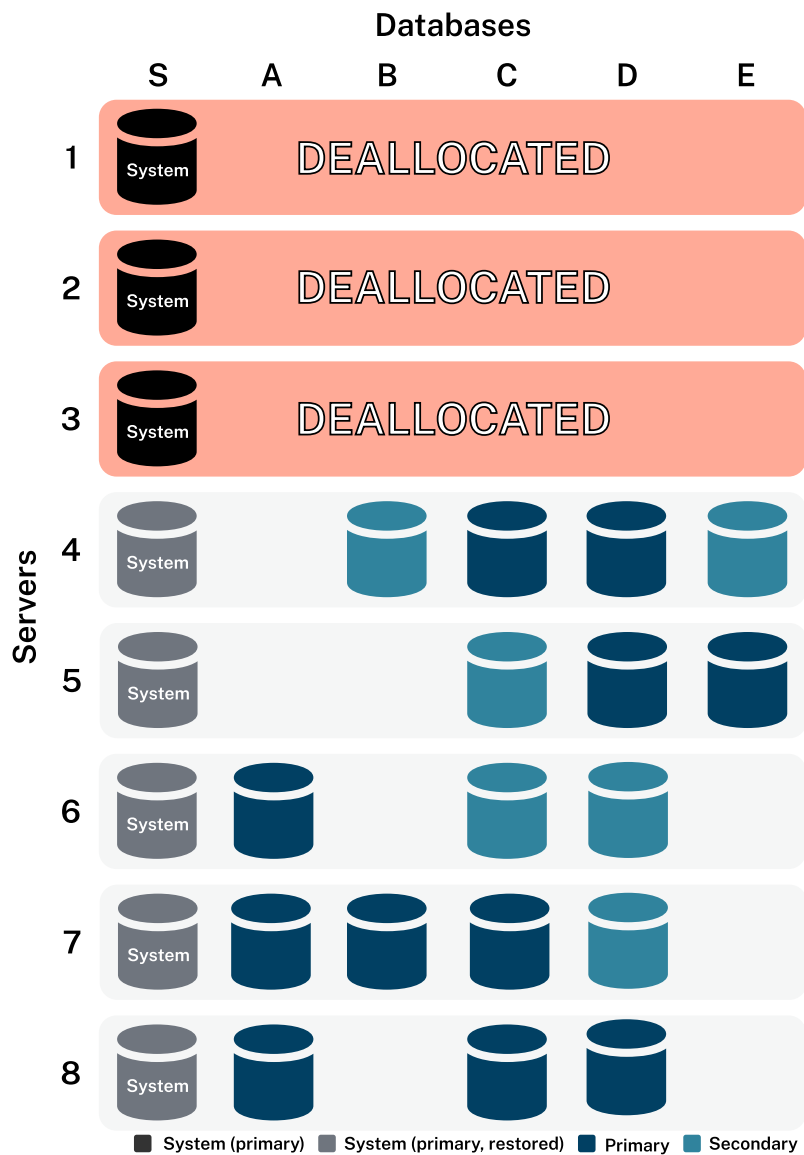 Databases
S A B C D E
1 System DEALLOCATED
2 System DEALLOCATED
3 System DEALLOCATED
Servers
4 System
5 System
6 System
7 System
8 System
System (primary) System (primary, restored) Primary Secondary